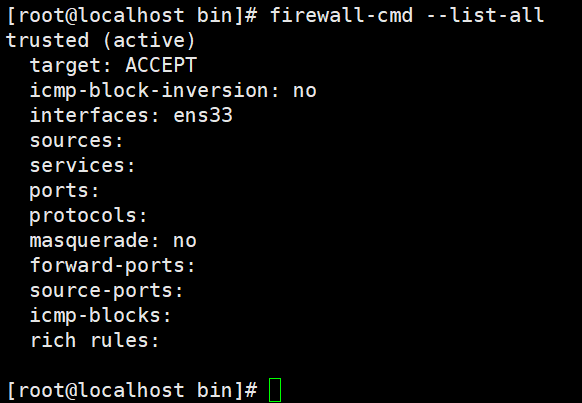 [root@localhost bin]# firewall-cmd --list-all
trusted (active)
  target: ACCEPT
  icmp-block-inversion: no
  interfaces: ens33
  sources:
  services:
  ports:
  protocols:
  masquerade: no
  forward-ports:
  source-ports:
  icmp-blocks:
  rich rules:

[root@localhost bin]#